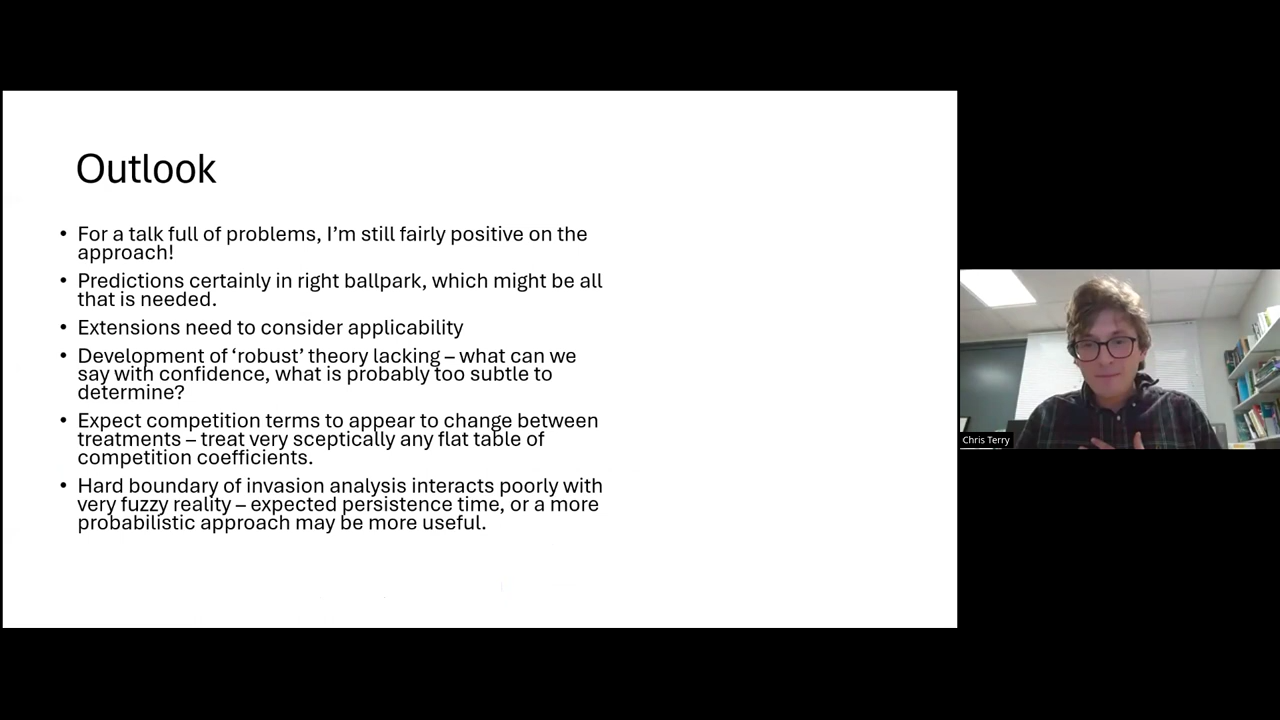 Outlook
• For a talk full of problems, I’m still fairly positive on the
approach!
• Predictions certainly in right ballpark, which might be all
that is needed.
• Extensions need to consider applicability
• Development of ‘robust’ theory lacking – what can we
say with confidence, what is probably too subtle to
determine?
• Expect competition terms to appear to change between
treatments – treat very sceptically any flat table of
competition coefficients.
• Hard boundary of invasion analysis interacts poorly with
very fuzzy reality – expected persistence time, or a more
probabilistic approach may be more useful.
Chris Terry